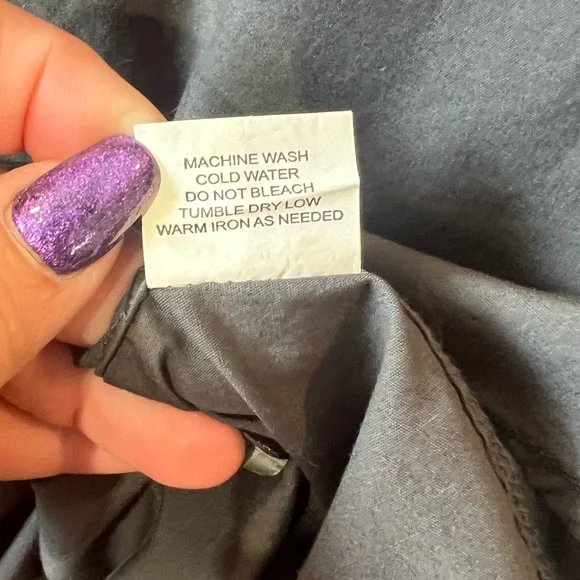 MACHINE WASH
COLD WATER
DO NOT BLEACH
TUMBLE DRY LOW
WARM IRON AS NEEDED